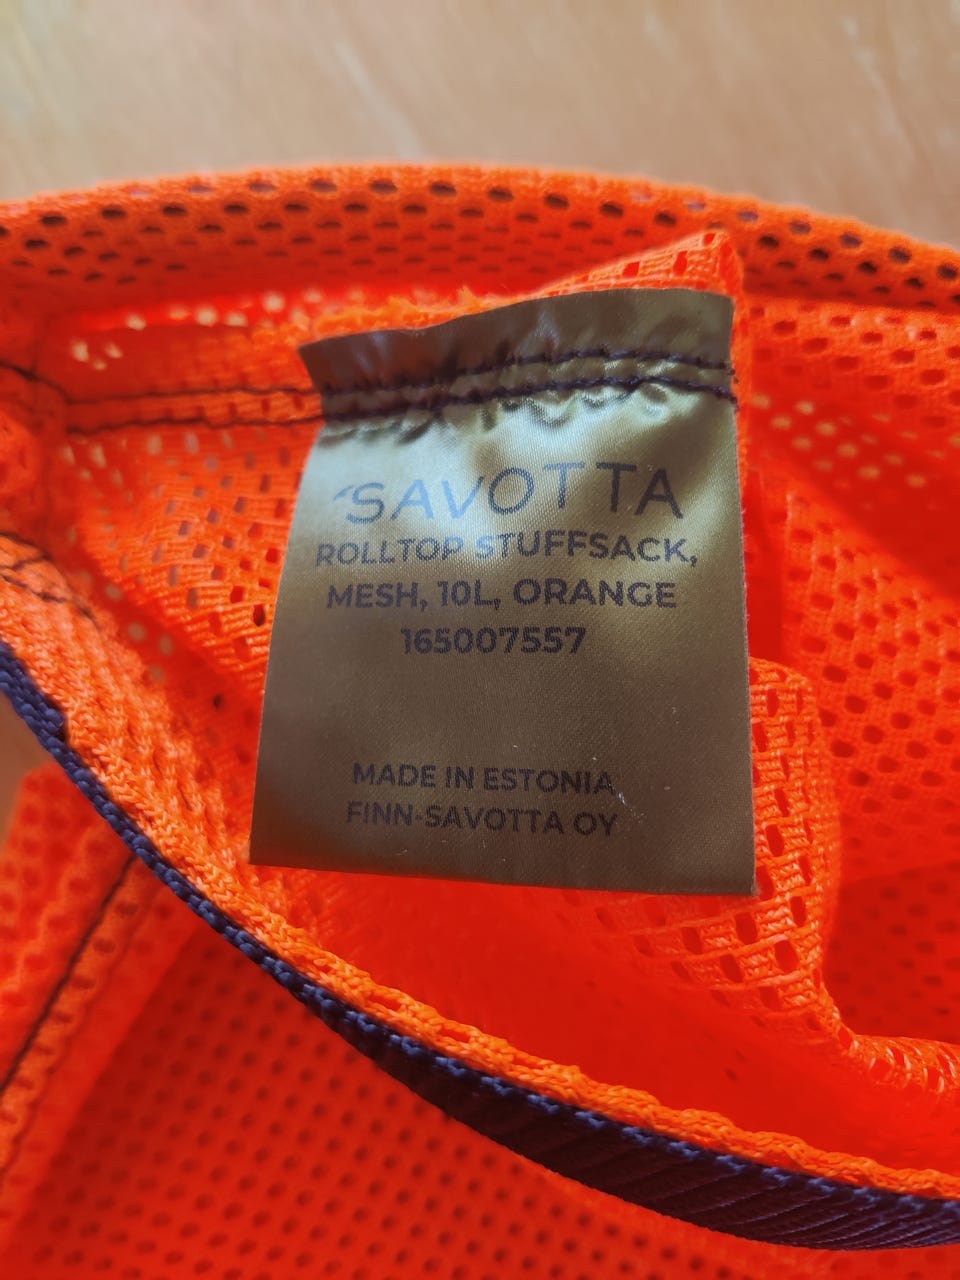 SAVOTTA
ROLLTOP STUFFSACK,
MESH, 10L, ORANGE
165007557
MADE IN ESTONIA
FINN-SAVOTTA OY